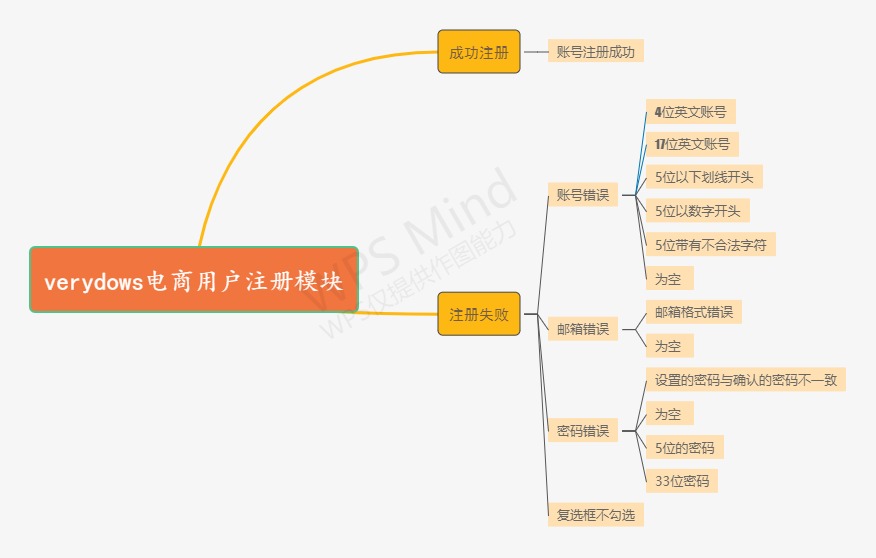 verydows电商用户注册模块
成功注册
账号注册成功
注册失败
账号错误
4位英文账号
17位英文账号
5位以下划线开头
5位以数字开头
5位带有不合法字符
为空
邮箱错误
邮箱格式错误
为空
密码错误
设置的密码与确认的密码不一致
为空
5位的密码
33位密码
复选框不勾选
WPS Mind
WPS仅提供作图能力